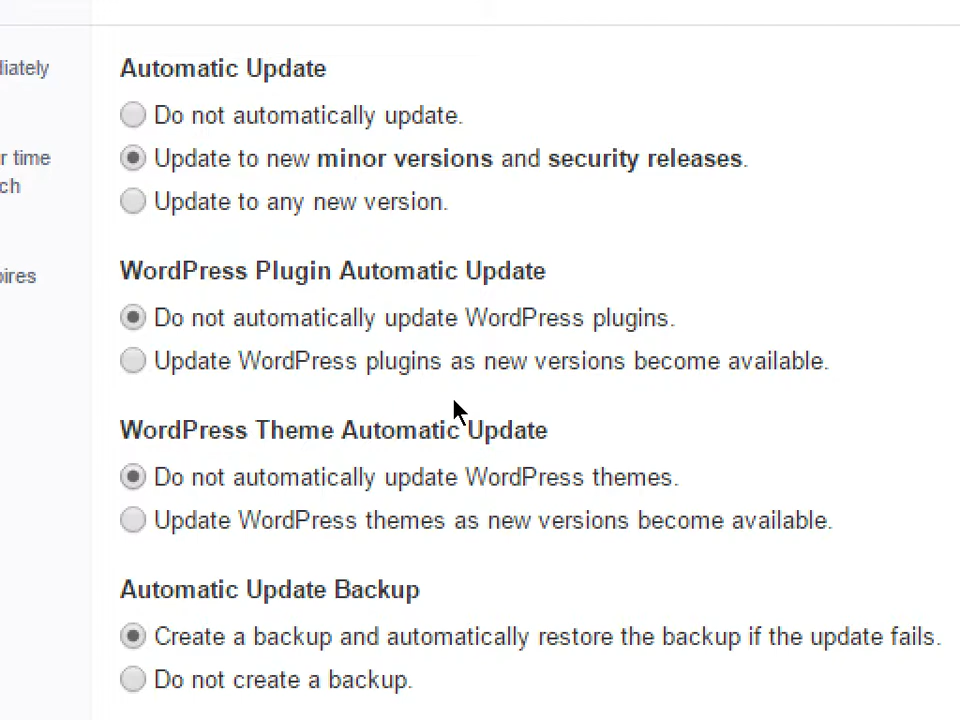 diately
r time
ch
pires
Automatic Update
Do not automatically update.
Update to new minor versions and security releases.
Update to any new version.
WordPress Plugin Automatic Update
Do not automatically update WordPress plugins.
Update WordPress plugins as new versions become available.
WordPress Theme Automatic Update
Do not automatically update WordPress themes.
Update WordPress themes as new versions become available.
Automatic Update Backup
Create a backup and automatically restore the backup if the update fails.
Do not create a backup.